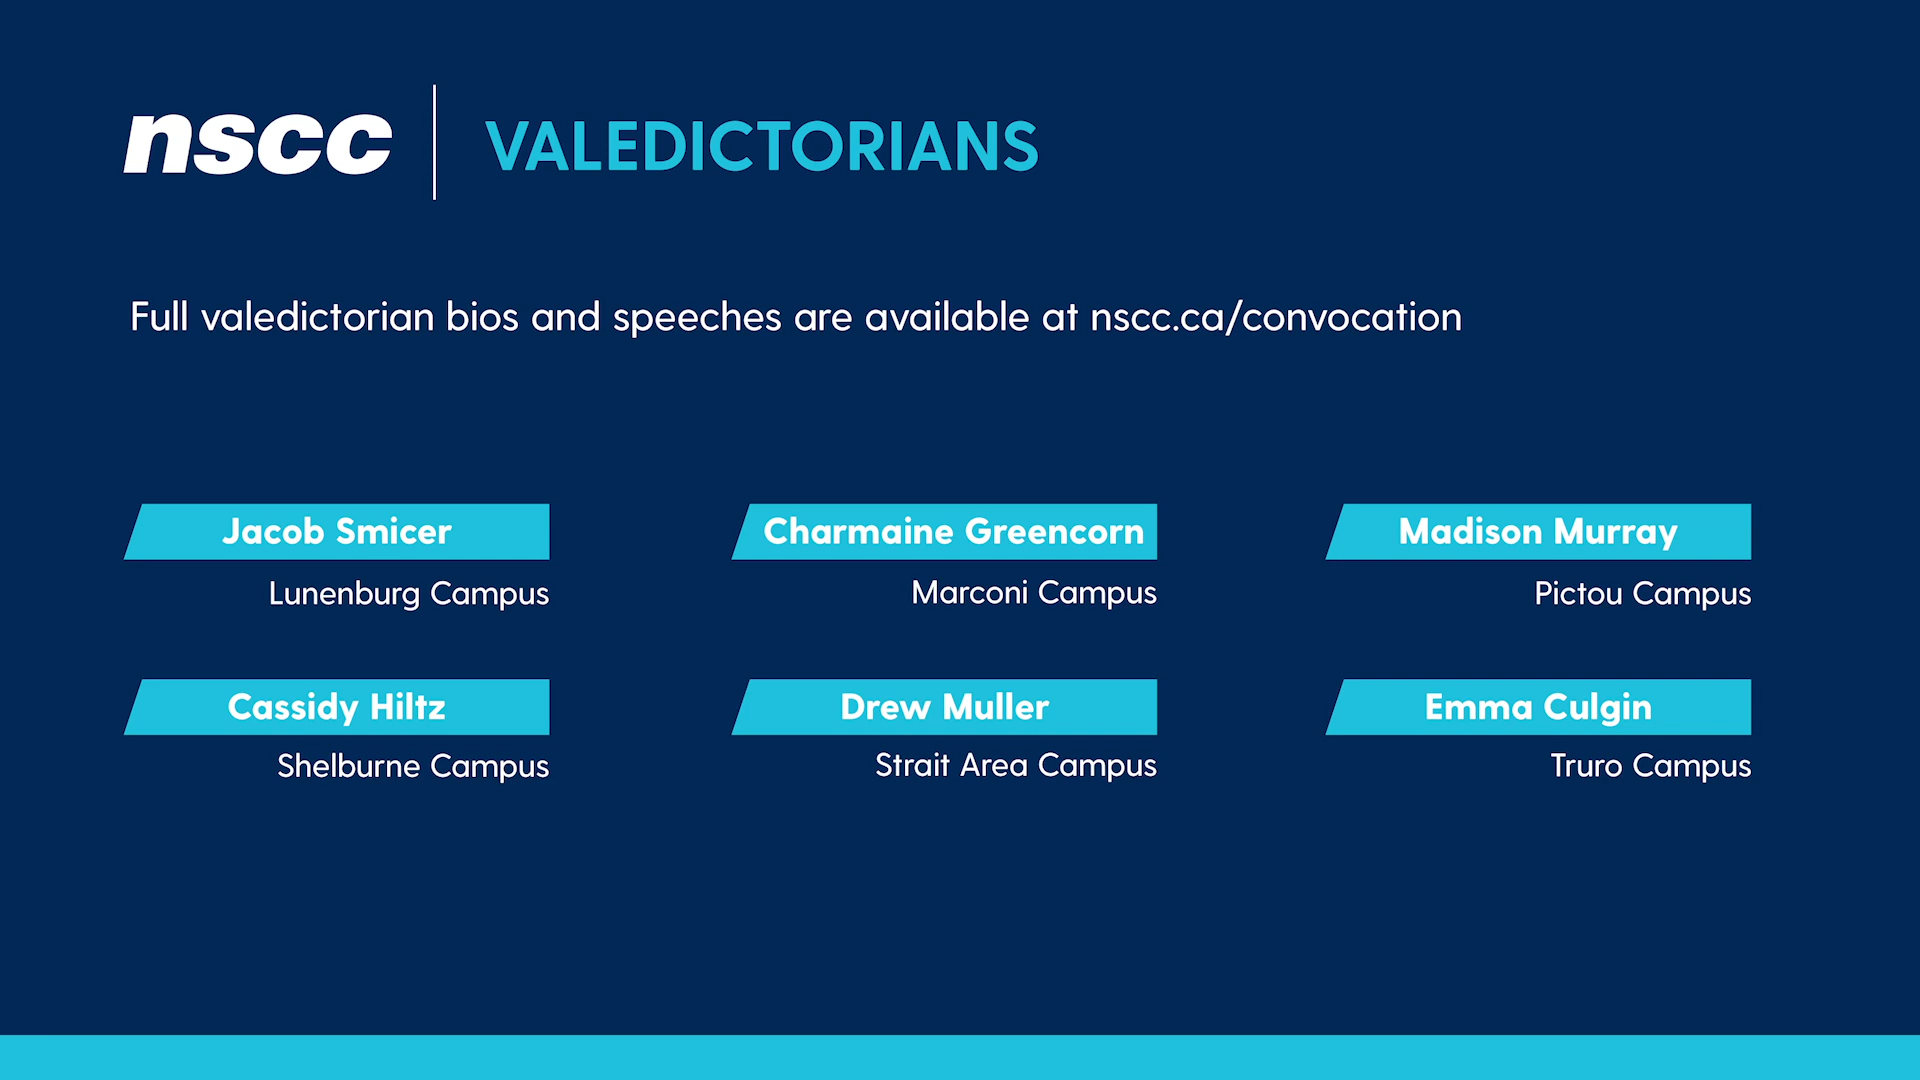 nscc VALEDICTORIANS
Full valedictorian bios and speeches are available at nscc.ca/convocation
Jacob Smicer
Lunenburg Campus
Charmaine Greencorn
Marconi Campus
Madison Murray
Pictou Campus
Cassidy Hiltz
Shelburne Campus
Drew Muller
Strait Area Campus
Emma Culgin
Truro Campus